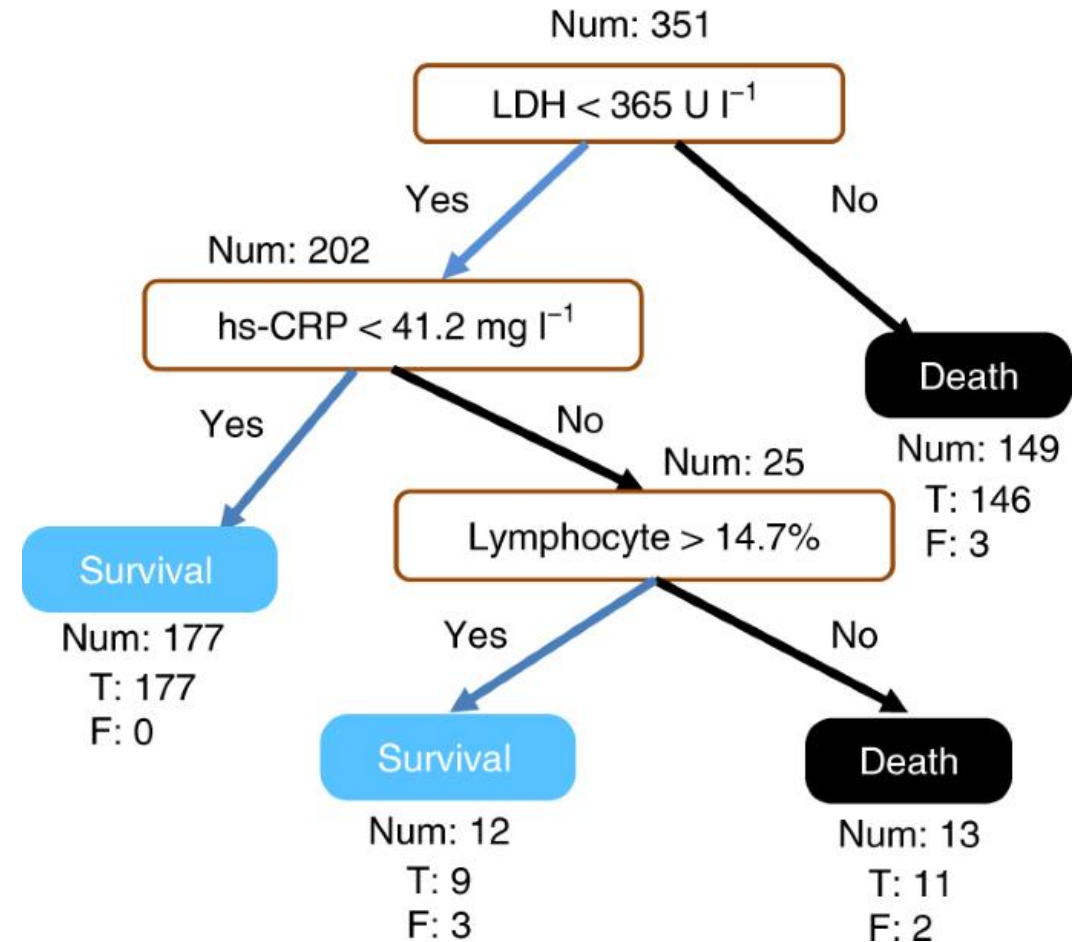 Num: 351
LDH < 365 U l⁻¹
Yes
No
Num: 202
hs-CRP < 41.2 mg l⁻¹
Death
Num: 149
T: 146
F: 3
Yes
No
Num: 25
Lymphocyte > 14.7%
Survival
Num: 177
T: 177
F: 0
Yes
No
Survival
Num: 12
T: 9
F: 3
Death
Num: 13
T: 11
F: 2